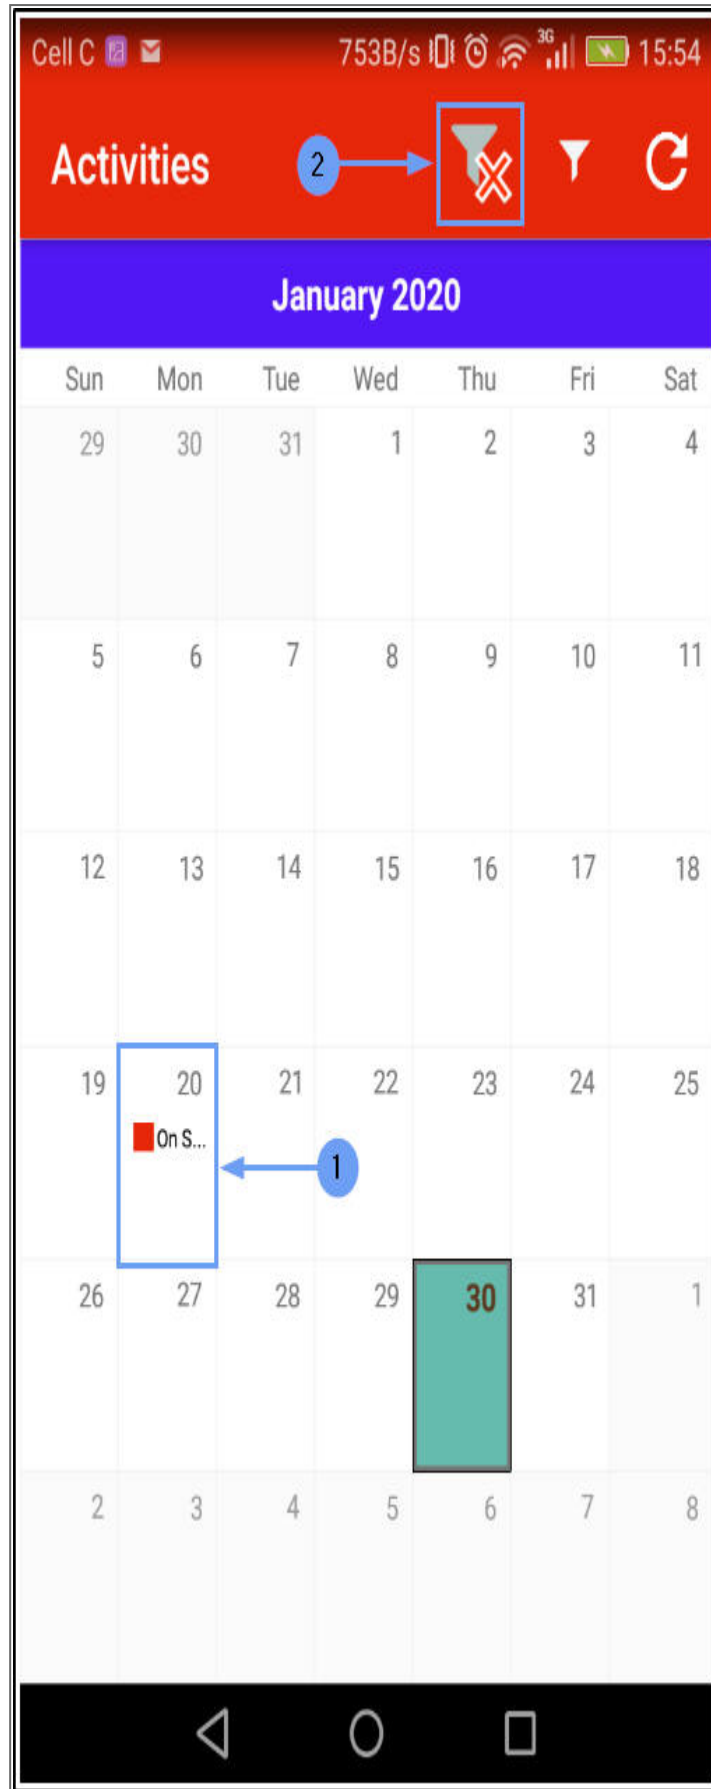 Cell C 753B/s 3G 15:54
Activities 2
January 2020
Sun Mon Tue Wed Thu Fri Sat
29 30 31 1 2 3 4
5 6 7 8 9 10 11
12 13 14 15 16 17 18
19 20 21 22 23 24 25
On S... 1
26 27 28 29 30 31 1
2 3 4 5 6 7 8